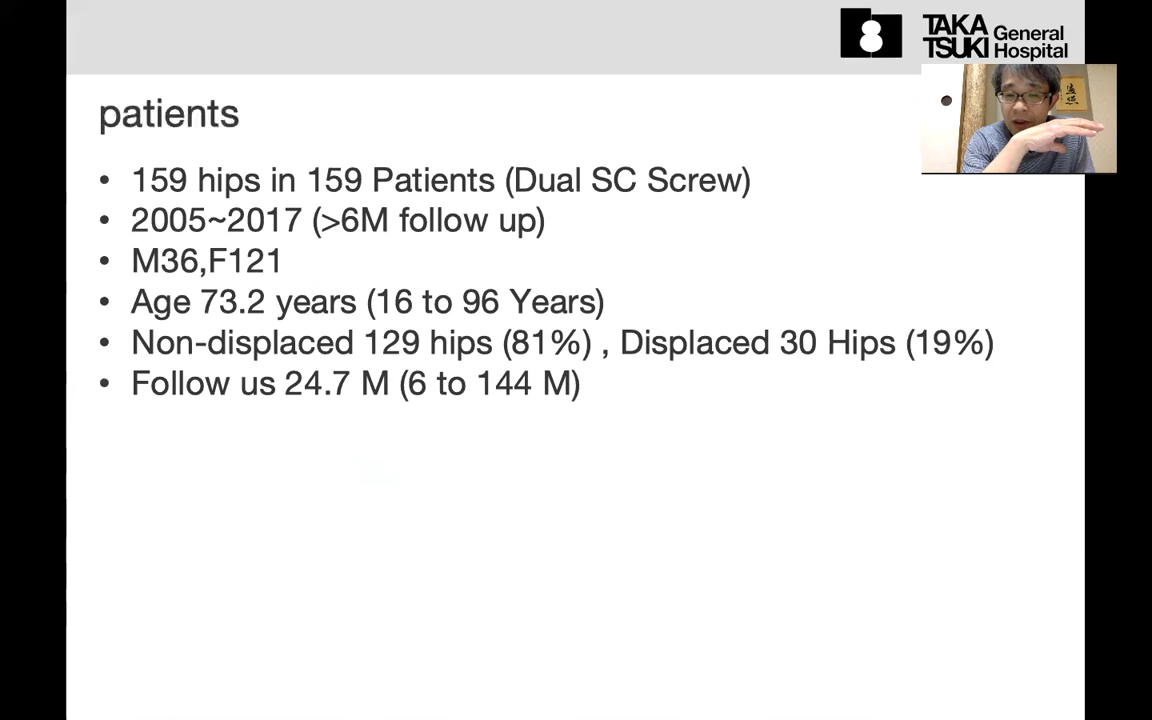 TAKA
TSUKI General
Hospital
patients
• 159 hips in 159 Patients (Dual SC Screw)
• 2005~2017 (>6M follow up)
• M36,F121
• Age 73.2 years (16 to 96 Years)
• Non-displaced 129 hips (81%) , Displaced 30 Hips (19%)
• Follow us 24.7 M (6 to 144 M)